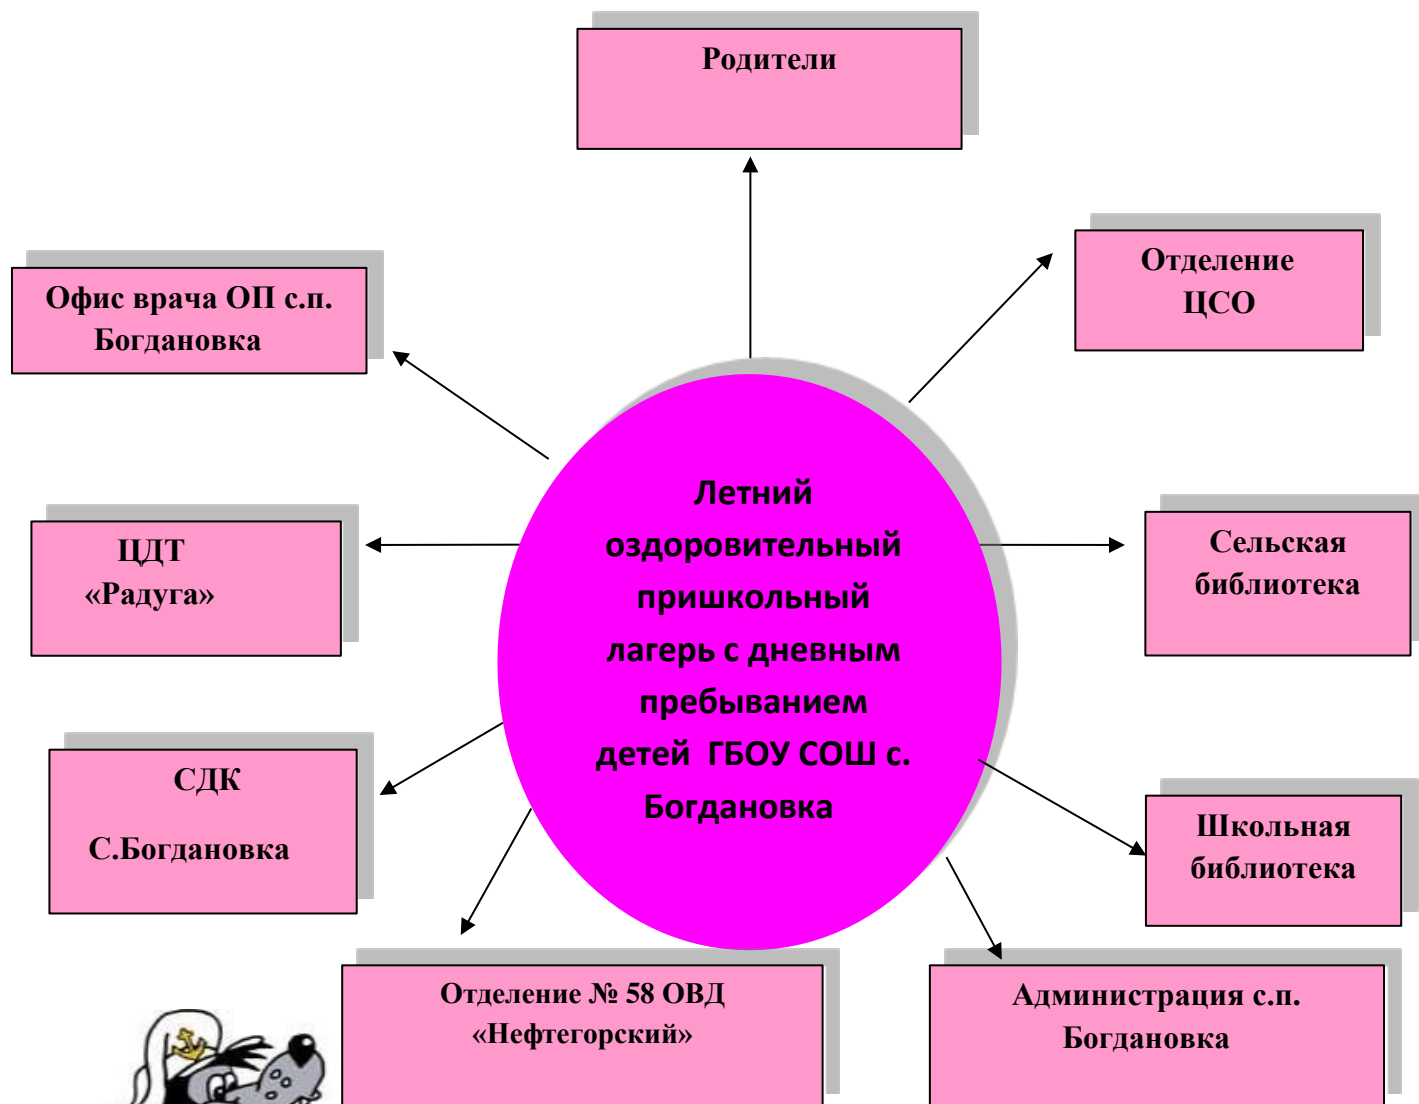 Родители
Отделение
ЦСО
Офис врача ОП с.п.
Богдановка
Летний
оздоровительный
пришкольный
лагерь с дневным
пребыванием
детей ГБОУ СОШ с.
Богдановка
ЦДТ
«Радуга»
Сельская
библиотека
СДК
С.Богдановка
Школьная
библиотека
Отделение № 58 ОВД
«Нефтегорский»
Администрация с.п.
Богдановка